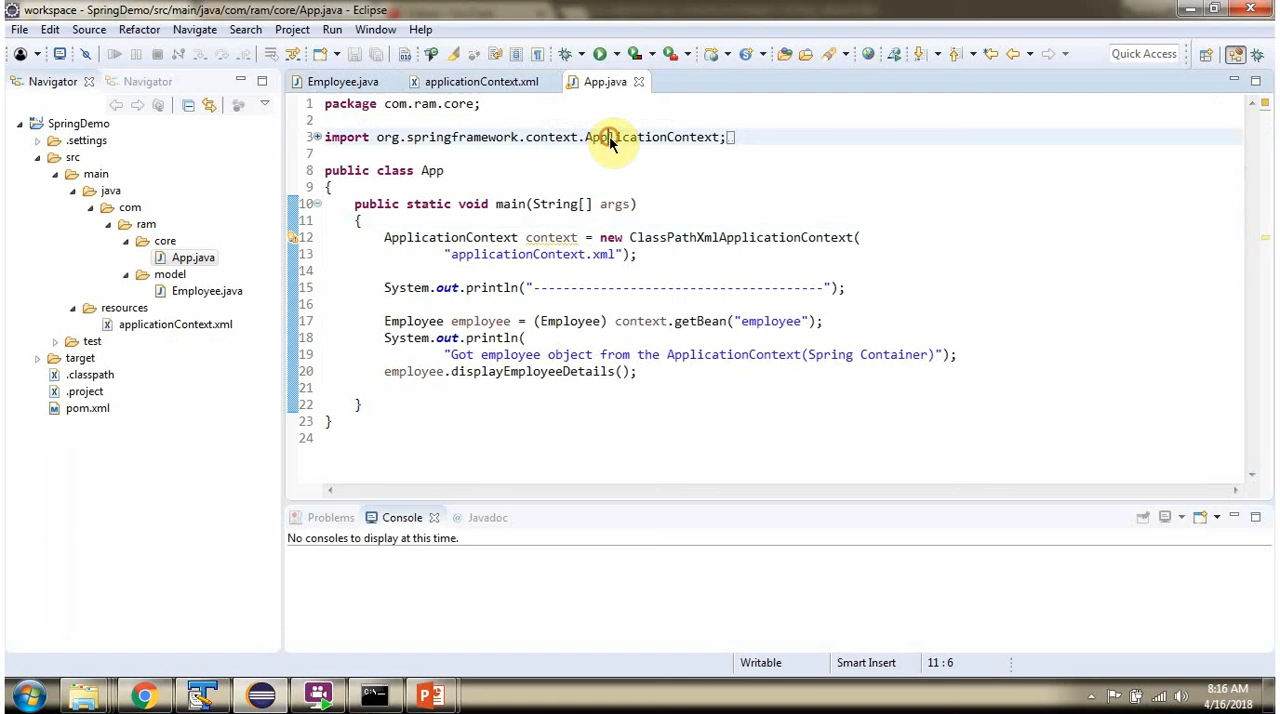 workspace - SpringDemo/src/main/java/com/ram/core/App.java - Eclipse
File Edit Source Refactor Navigate Search Project Run Window Help
Quick Access
Navigator Navigator
Employee.java applicationContext.xml App.java
SpringDemo
.settings
src
main
java
com
ram
core
App.java
model
Employee.java
resources
applicationContext.xml
test
target
.classpath
.project
pom.xml
1 package com.ram.core;
2
3 import org.springframework.context.ApplicationContext;
7
8 public class App
9 {
10 public static void main(String[] args)
11 {
12 ApplicationContext context = new ClassPathXmlApplicationContext(
13 "applicationContext.xml");
14
15 System.out.println("---------------------------------------");
16
17 Employee employee = (Employee) context.getBean("employee");
18 System.out.println(
19 "Got employee object from the ApplicationContext(Spring Container)");
20 employee.displayEmployeeDetails();
21
22 }
23 }
24
Problems Console Javadoc
No consoles to display at this time.
Writable Smart Insert 11 : 6
8:16 AM
4/16/2018